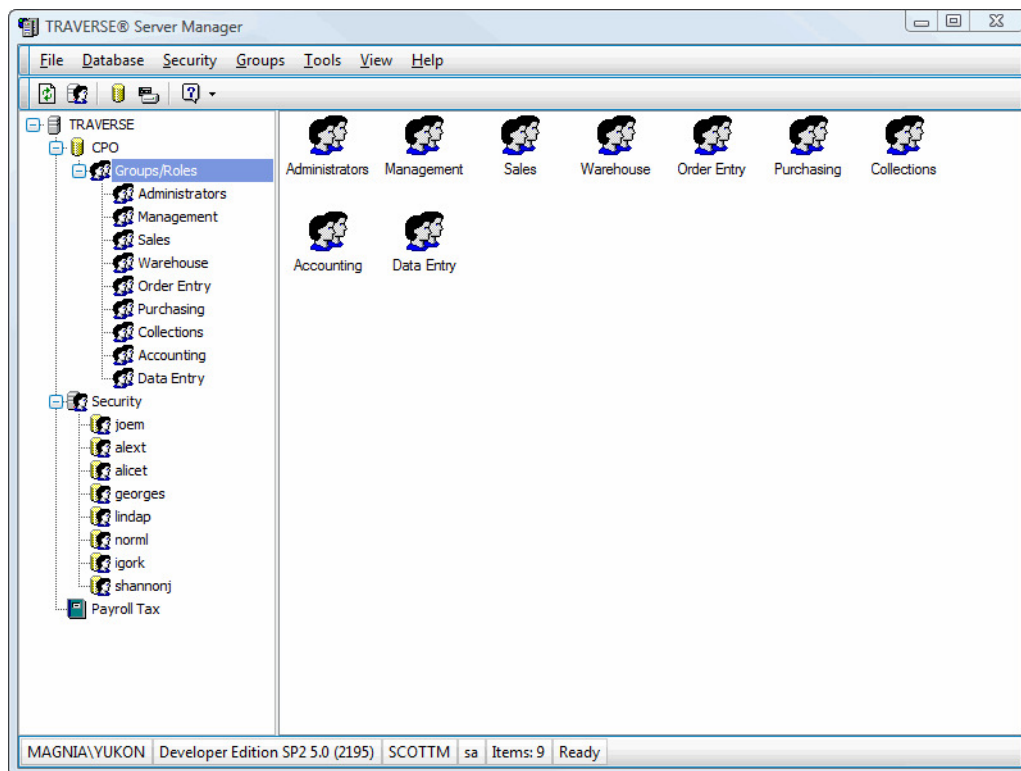 TRAVERSE® Server Manager
File Database Security Groups Tools View Help
TRAVERSE
CPO
Groups/Roles
Administrators
Management
Sales
Warehouse
Order Entry
Purchasing
Collections
Accounting
Data Entry
Security
joem
alext
alicet
georges
lindap
norml
igork
shannonj
Payroll Tax
Administrators Management Sales Warehouse Order Entry Purchasing Collections
Accounting Data Entry
MAGNIA\YUKON Developer Edition SP2 5.0 (2195) SCOTTM sa Items: 9 Ready